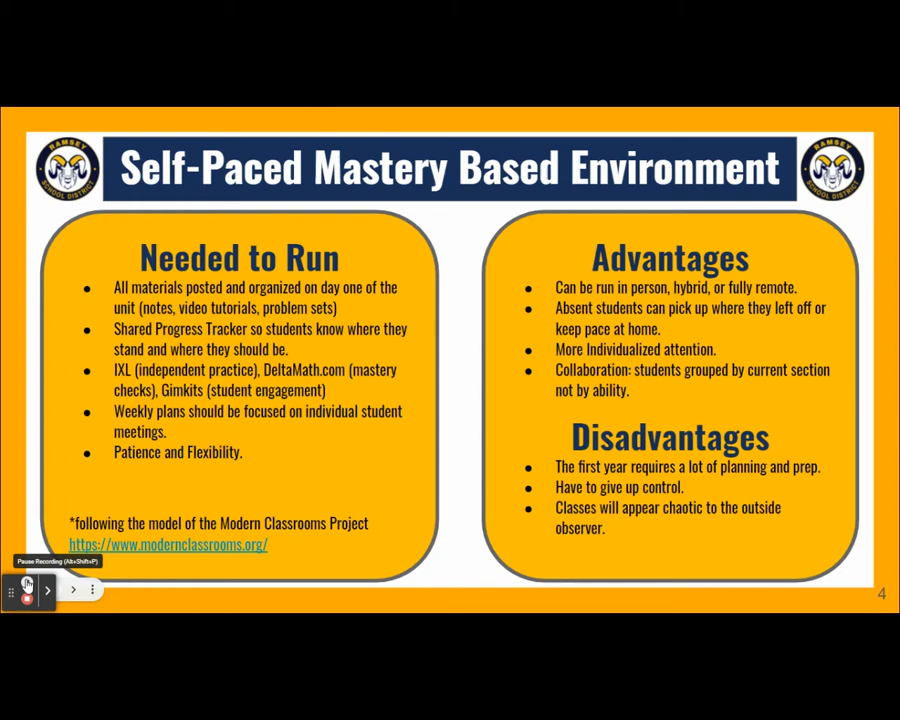 RAMSEY
SCHOOL DISTRICT
Self-Paced Mastery Based Environment
RAMSEY
SCHOOL DISTRICT
Needed to Run
● All materials posted and organized on day one of the
unit (notes, video tutorials, problem sets)
● Shared Progress Tracker so students know where they
stand and where they should be.
● IXL (independent practice), DeltaMath.com (mastery
checks), Gimkits (student engagement)
● Weekly plans should be focused on individual student
meetings.
● Patience and Flexibility.
*following the model of the Modern Classrooms Project
https://www.modernclassrooms.org/
Advantages
● Can be run in person, hybrid, or fully remote.
● Absent students can pick up where they left off or
keep pace at home.
● More Individualized attention.
● Collaboration: students grouped by current section
not by ability.
Disadvantages
● The first year requires a lot of planning and prep.
● Have to give up control.
● Classes will appear chaotic to the outside
observer.
Pause Recording (Alt+Shift+P)
4